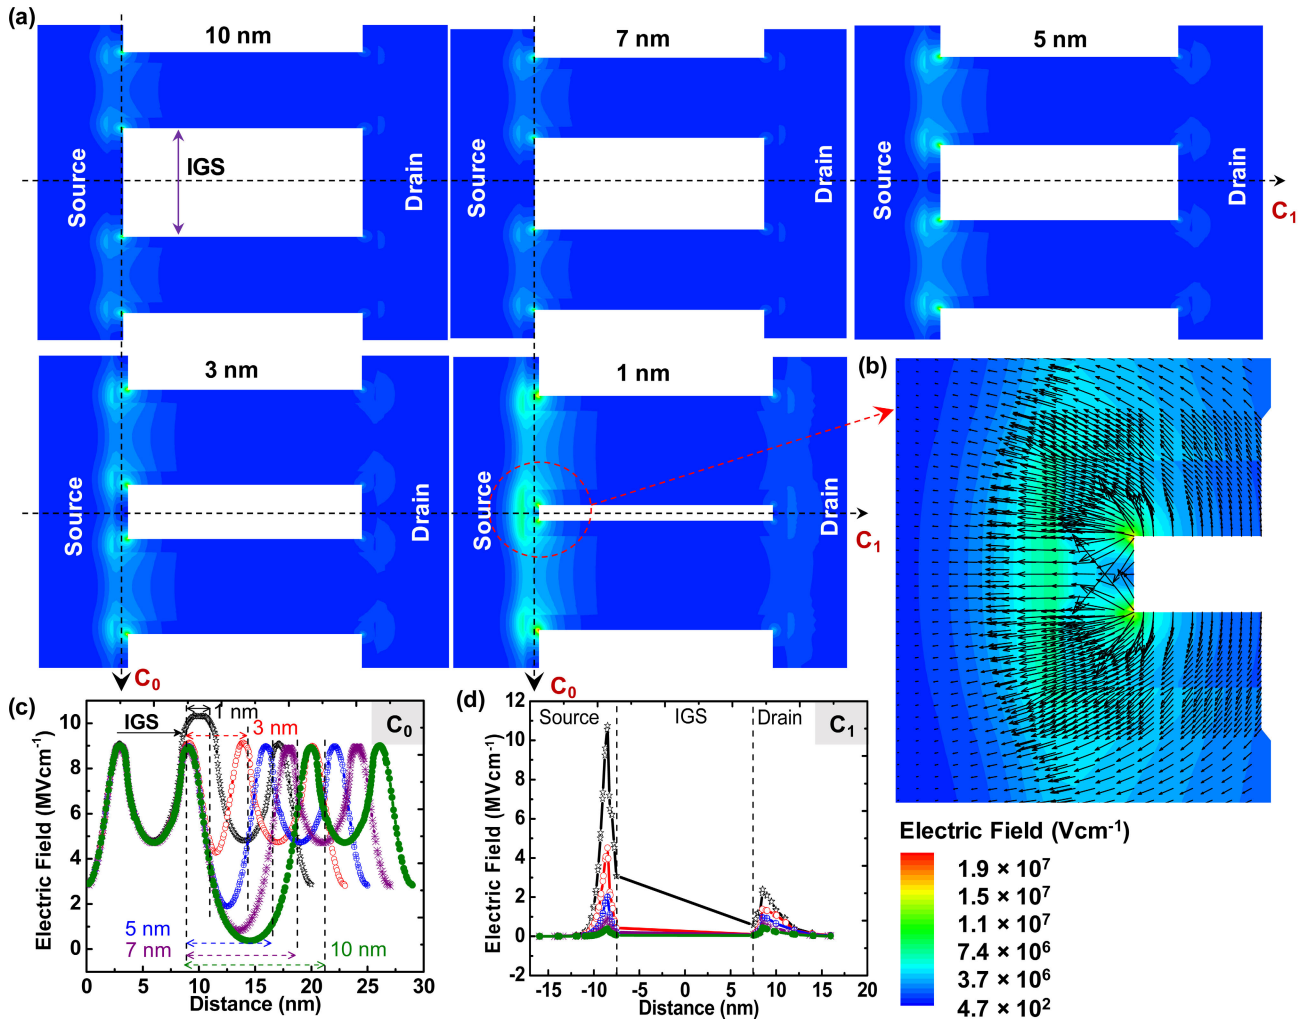 (a)
10 nm
7 nm
5 nm
IGS
Source
Drain
Source
Drain
Source
Drain
C1
3 nm
1 nm
(b)
Source
Drain
Source
Drain
C1
C0
C0
(c)
IGS
1 nm
3 nm
C0
5 nm
7 nm
10 nm
Electric Field (MVcm⁻¹)
10
8
6
4
2
0
0 5 10 15 20 25 30
Distance (nm)
(d)
Source
IGS
Drain
C1
Electric Field (MVcm⁻¹)
12
10
8
6
4
2
0
-2
-15 -10 -5 0 5 10 15 20
Distance (nm)
Electric Field (Vcm⁻¹)
1.9 × 10⁷
1.5 × 10⁷
1.1 × 10⁷
7.4 × 10⁶
3.7 × 10⁶
4.7 × 10²